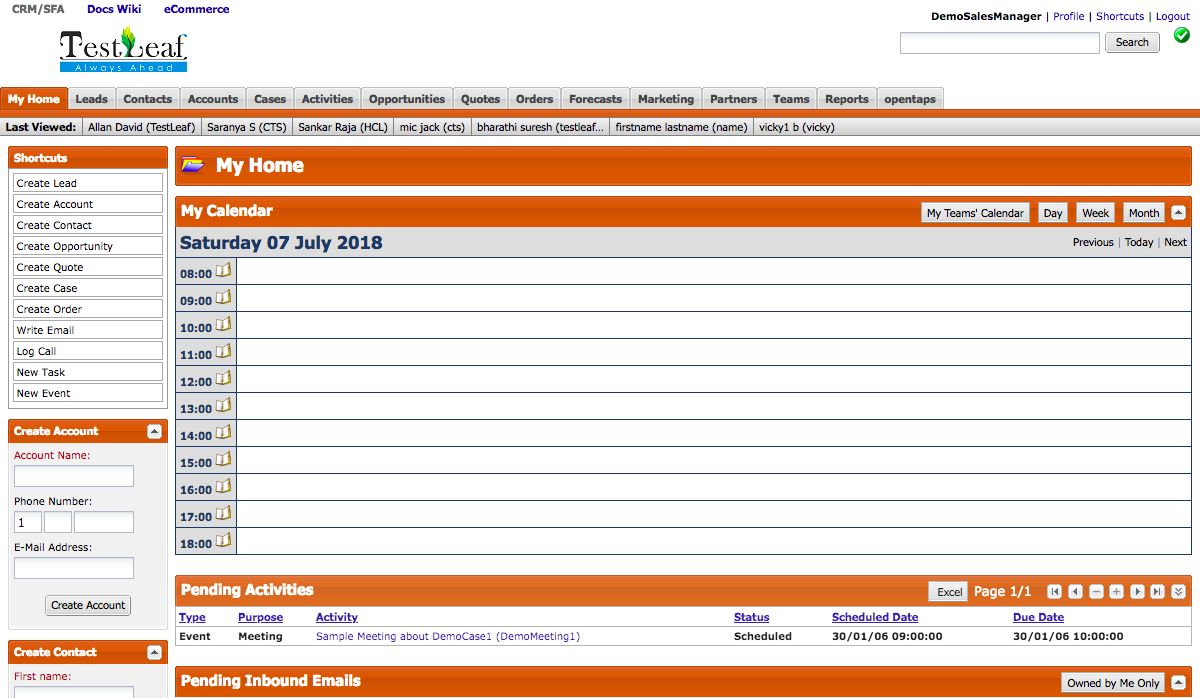 CRM/SFA Docs Wiki eCommerce
DemoSalesManager | Profile | Shortcuts | Logout
TestLeaf
Always Ahead
Search
My Home Leads Contacts Accounts Cases Activities Opportunities Quotes Orders Forecasts Marketing Partners Teams Reports opentaps
Last Viewed: Allan David (TestLeaf) Saranya S (CTS) Sankar Raja (HCL) mic jack (cts) bharathi suresh (testleaf... firstname lastname (name) vicky1 b (vicky)
Shortcuts
Create Lead
Create Account
Create Contact
Create Opportunity
Create Quote
Create Case
Create Order
Write Email
Log Call
New Task
New Event
Create Account
Account Name:
Phone Number:
1
E-Mail Address:
Create Account
Create Contact
First name:
My Home
My Calendar My Teams' Calendar Day Week Month
Saturday 07 July 2018 Previous | Today | Next
08:00
09:00
10:00
11:00
12:00
13:00
14:00
15:00
16:00
17:00
18:00
Pending Activities Excel Page 1/1
Type Purpose Activity Status Scheduled Date Due Date
Event Meeting Sample Meeting about DemoCase1 (DemoMeeting1) Scheduled 30/01/06 09:00:00 30/01/06 10:00:00
Pending Inbound Emails Owned by Me Only